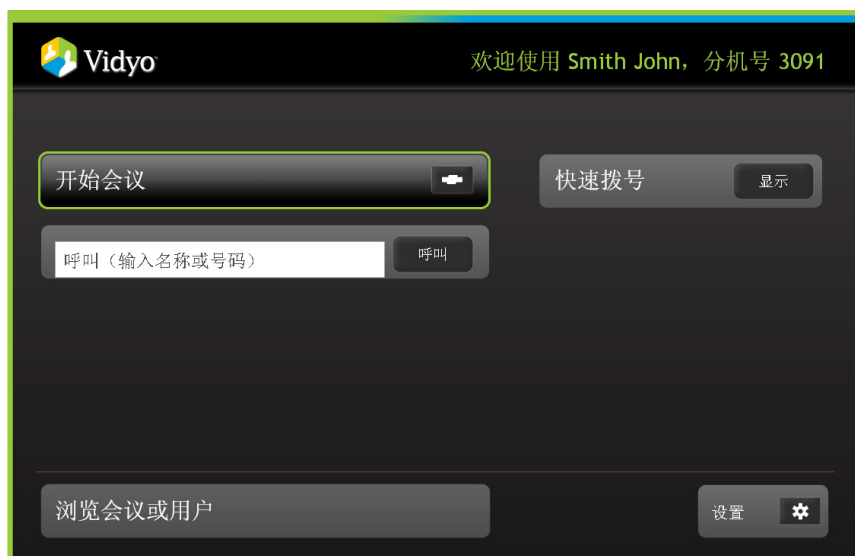 Vidyo
欢迎使用 Smith John，分机号 3091
开始会议
快速拨号
显示
呼叫（输入名称或号码）
呼叫
浏览会议或用户
设置